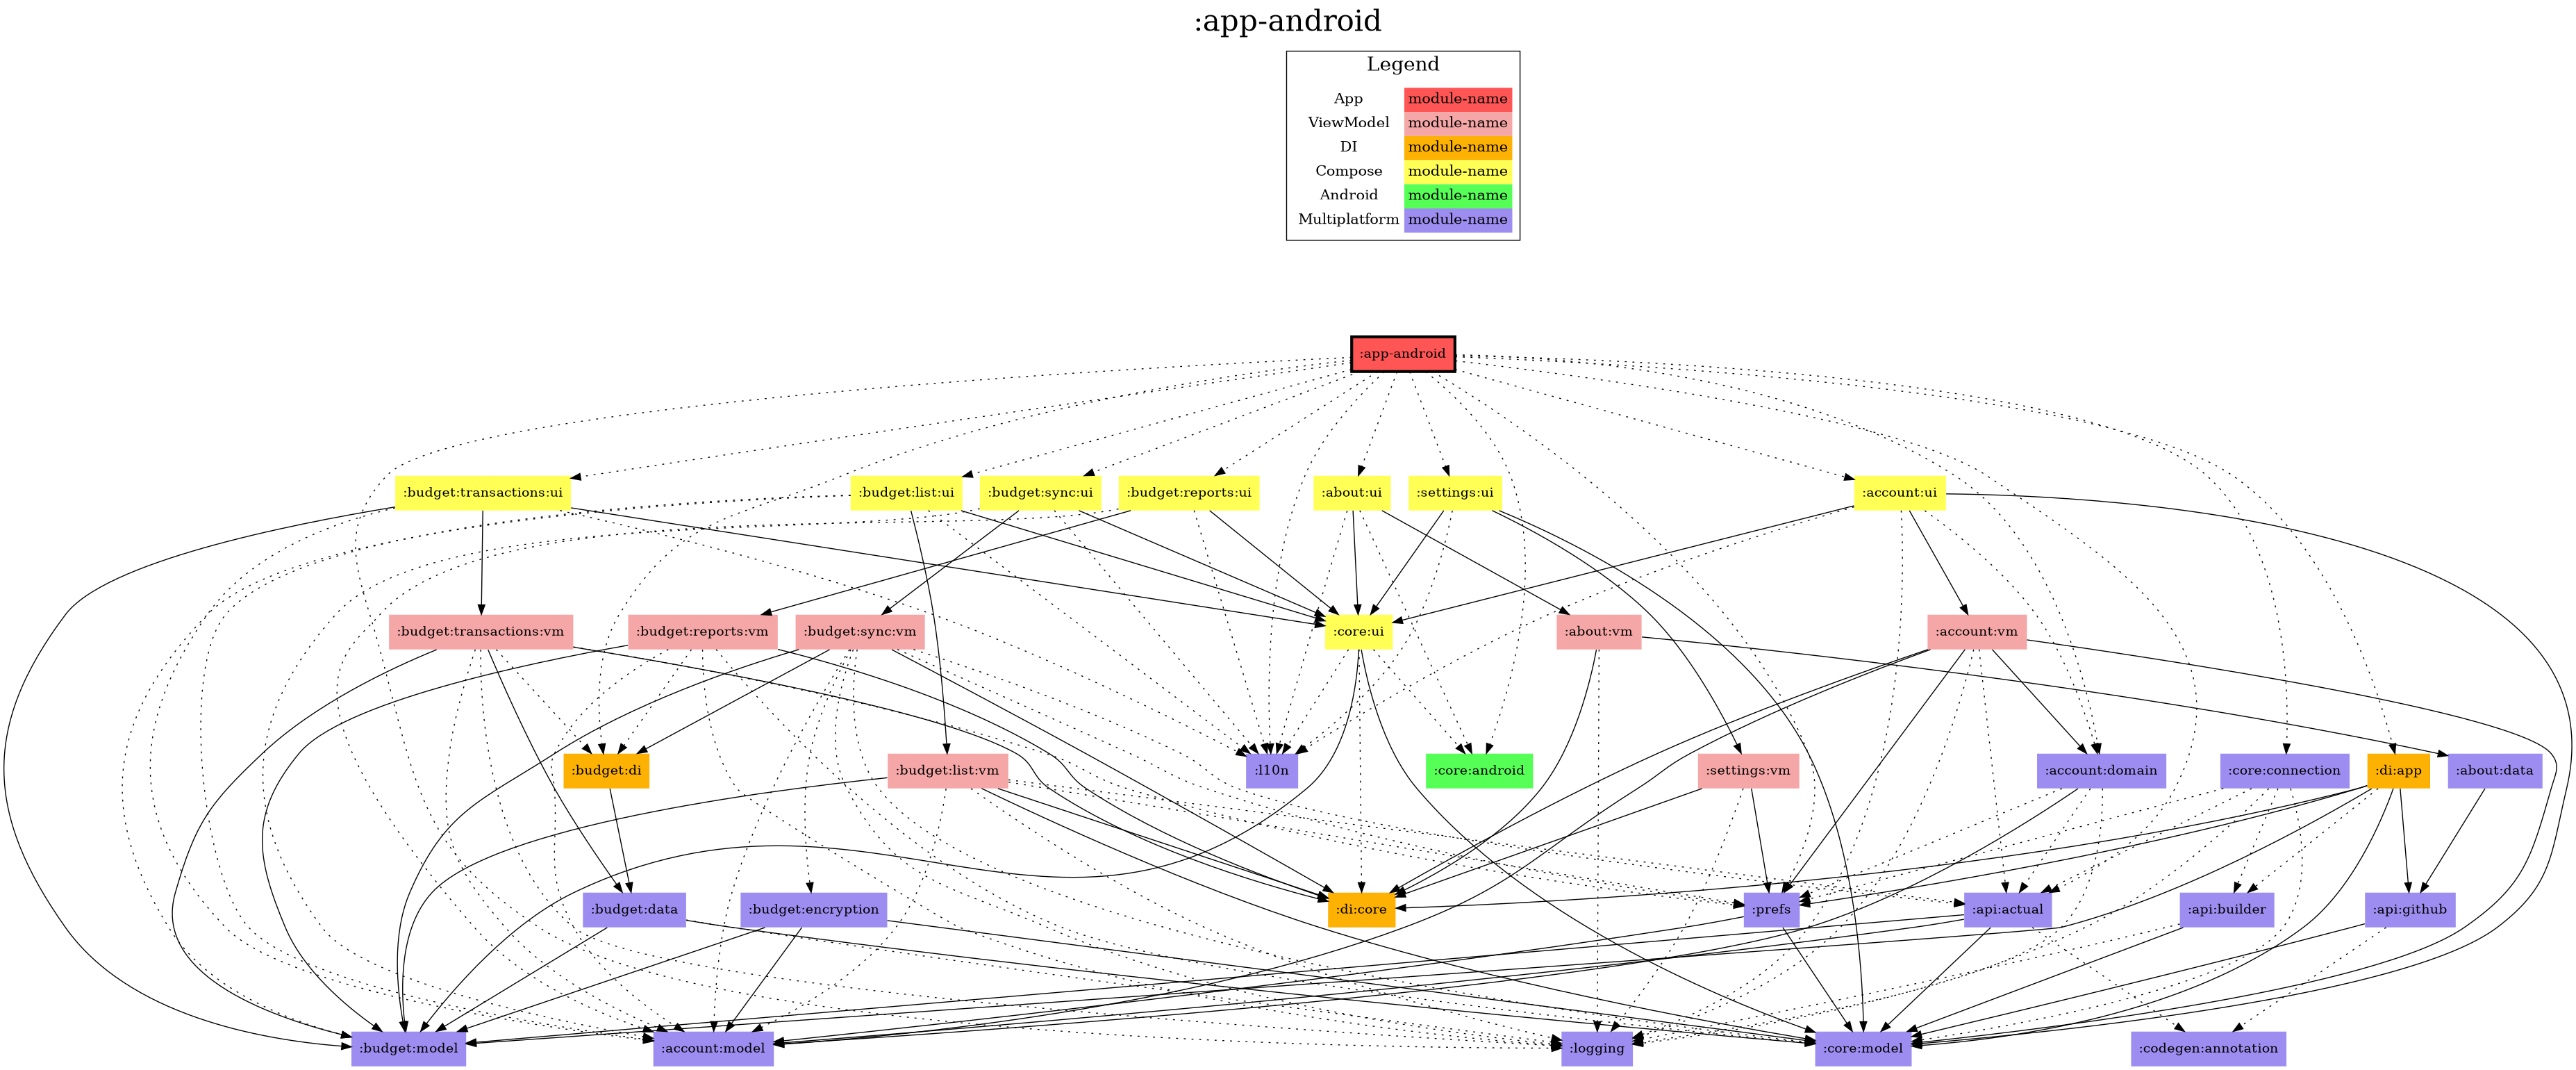 :app-android
Legend
App module-name
ViewModel module-name
DI module-name
Compose module-name
Android module-name
Multiplatform module-name
:app-android
:budget:transactions:ui :budget:list:ui :budget:sync:ui :budget:reports:ui :about:ui :settings:ui :account:ui
:budget:transactions:vm :budget:reports:vm :budget:sync:vm :core:ui :about:vm :account:vm
:budget:di :budget:list:vm :l10n :core:android :settings:vm :account:domain :core:connection :di:app :about:data
:budget:data :budget:encryption :di:core :prefs :api:actual :api:builder :api:github
:budget:model :account:model :logging :core:model :codegen:annotation